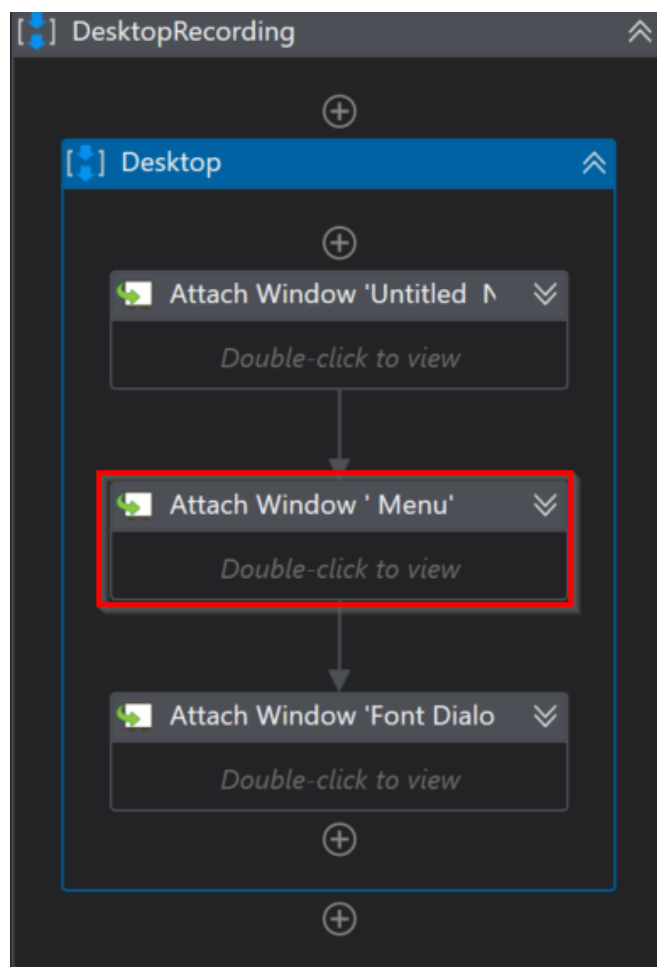 DesktopRecording
Desktop
Attach Window 'Untitled N
Double-click to view
Attach Window ' Menu'
Double-click to view
Attach Window 'Font Dialo
Double-click to view